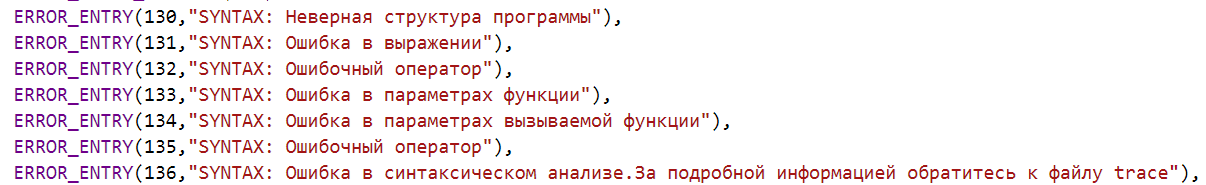 ERROR_ENTRY(130,"SYNTAX: Неверная структура программы"),
ERROR_ENTRY(131,"SYNTAX: Ошибка в выражении"),
ERROR_ENTRY(132,"SYNTAX: Ошибочный оператор"),
ERROR_ENTRY(133,"SYNTAX: Ошибка в параметрах функции"),
ERROR_ENTRY(134,"SYNTAX: Ошибка в параметрах вызываемой функции"),
ERROR_ENTRY(135,"SYNTAX: Ошибочный оператор"),
ERROR_ENTRY(136,"SYNTAX: Ошибка в синтаксическом анализе.За подробной информацией обратитесь к файлу trace"),